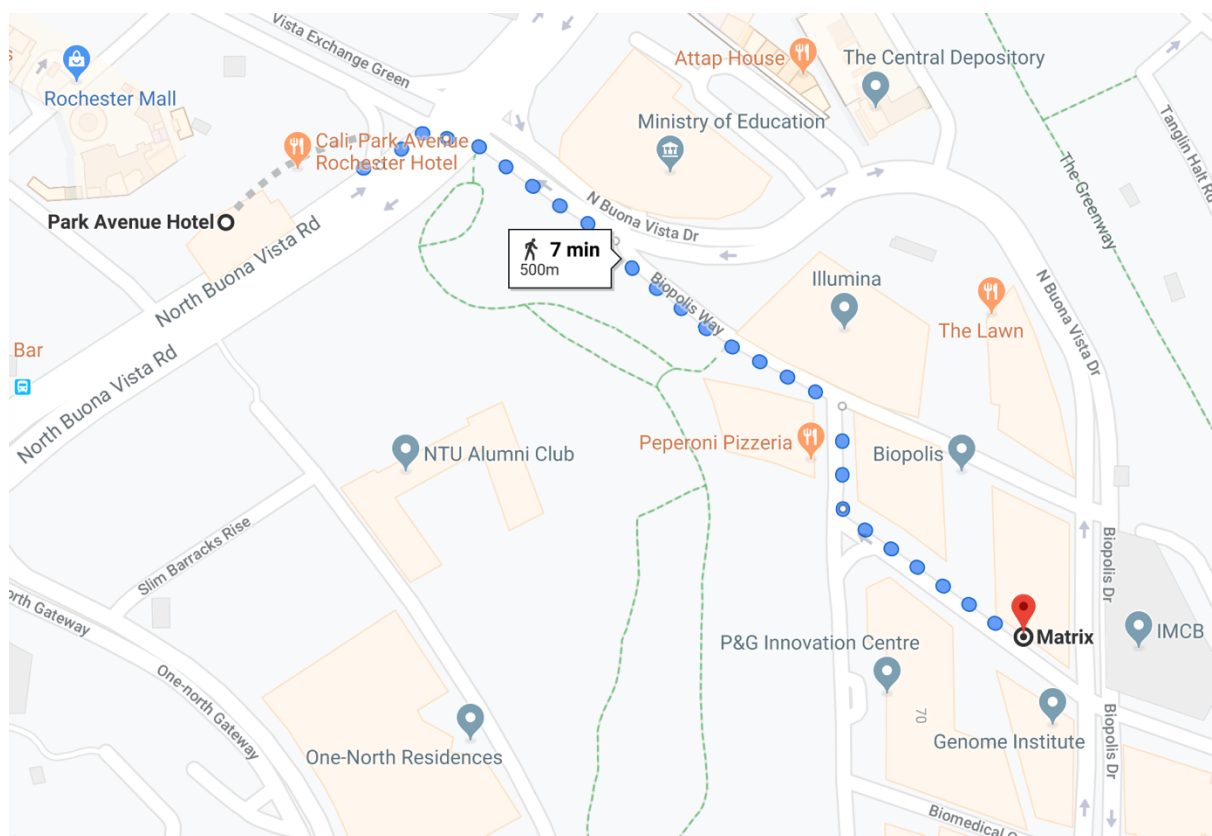 Vista Exchange Green
Attap House
The Central Depository
Rochester Mall
Cali, Park Avenue
Rochester Hotel
Ministry of Education
Tanglin Halt Rd
The Greenway
Park Avenue Hotel
N Buona Vista Dr
North Buona Vista Rd
7 min
500m
Biopolis Way
Illumina
The Lawn
N Buona Vista Dr
Bar
North Buona Vista Rd
NTU Alumni Club
Peperoni Pizzeria
Biopolis
Slim Barracks Rise
Biopolis Dr
North Gateway
P&G Innovation Centre
Matrix
IMCB
One-north Gateway
70
Genome Institute
Biopolis Dr
One-North Residences
Biomedical